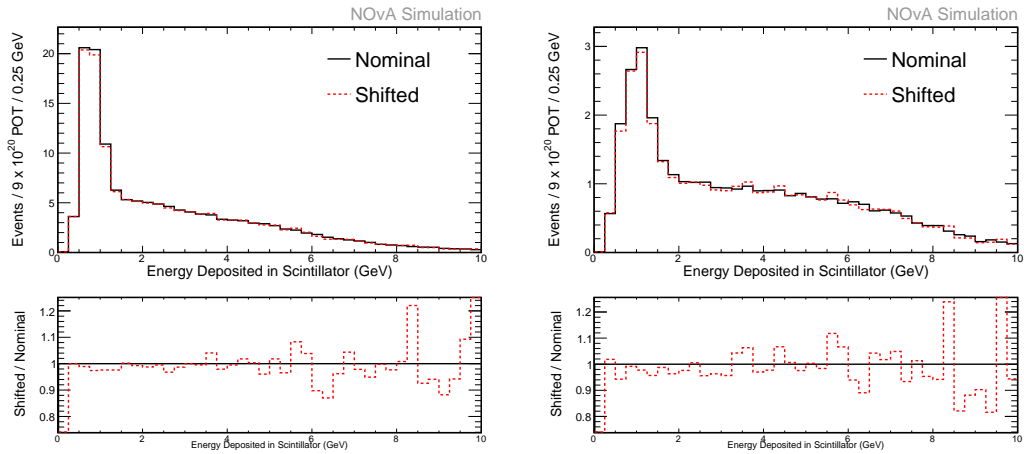 NOvA Simulation
Events / 9 x 10^20 POT / 0.25 GeV
20
15
10
5
0
Nominal
Shifted
0 2 4 6 8 10
Energy Deposited in Scintillator (GeV)
Shifted / Nominal
1.2
1.1
1
0.9
0.8
0 2 4 6 8 10
Energy Deposited in Scintillator (GeV)
NOvA Simulation
Events / 9 x 10^20 POT / 0.25 GeV
3
2
1
0
Nominal
Shifted
0 2 4 6 8 10
Energy Deposited in Scintillator (GeV)
Shifted / Nominal
1.2
1.1
1
0.9
0.8
0 2 4 6 8 10
Energy Deposited in Scintillator (GeV)